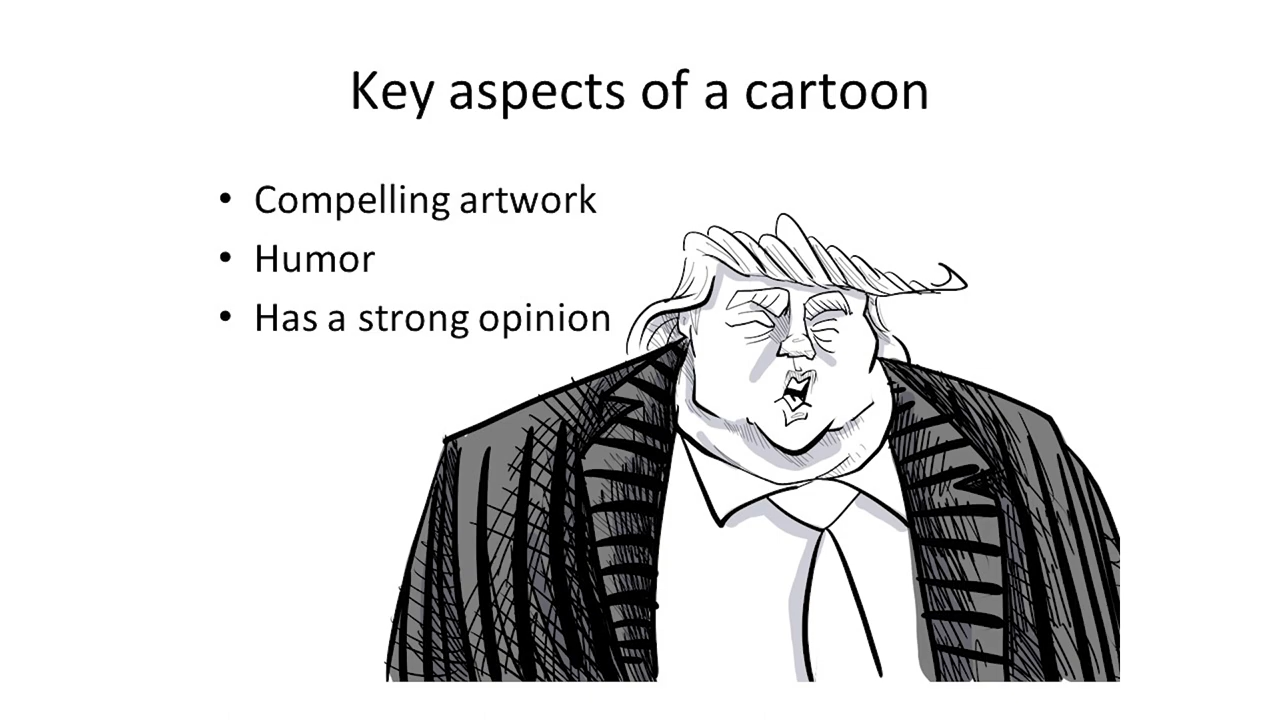 Key aspects of a cartoon
• Compelling artwork
• Humor
• Has a strong opinion